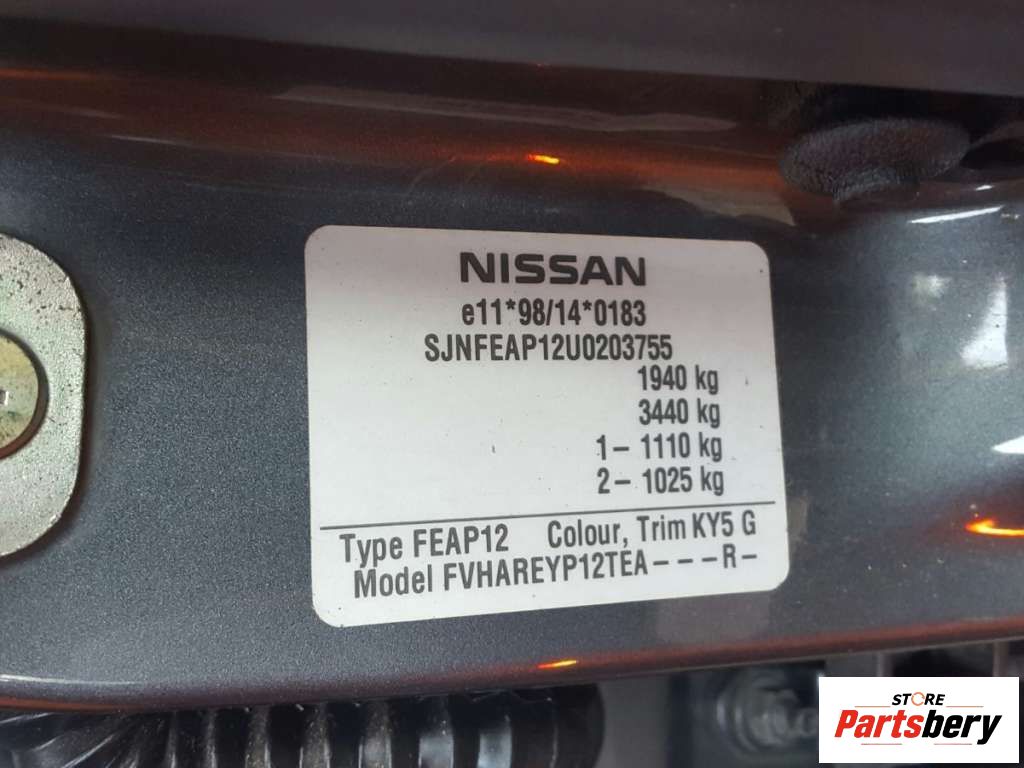 NISSAN
e11*98/14*0183
SJNFEAP12U0203755
1940 kg
3440 kg
1- 1110 kg
2- 1025 kg
Type FEAP12 Colour, Trim KY5 G
Model FVHAREYP12TEA---R-
STORE
Partsbery